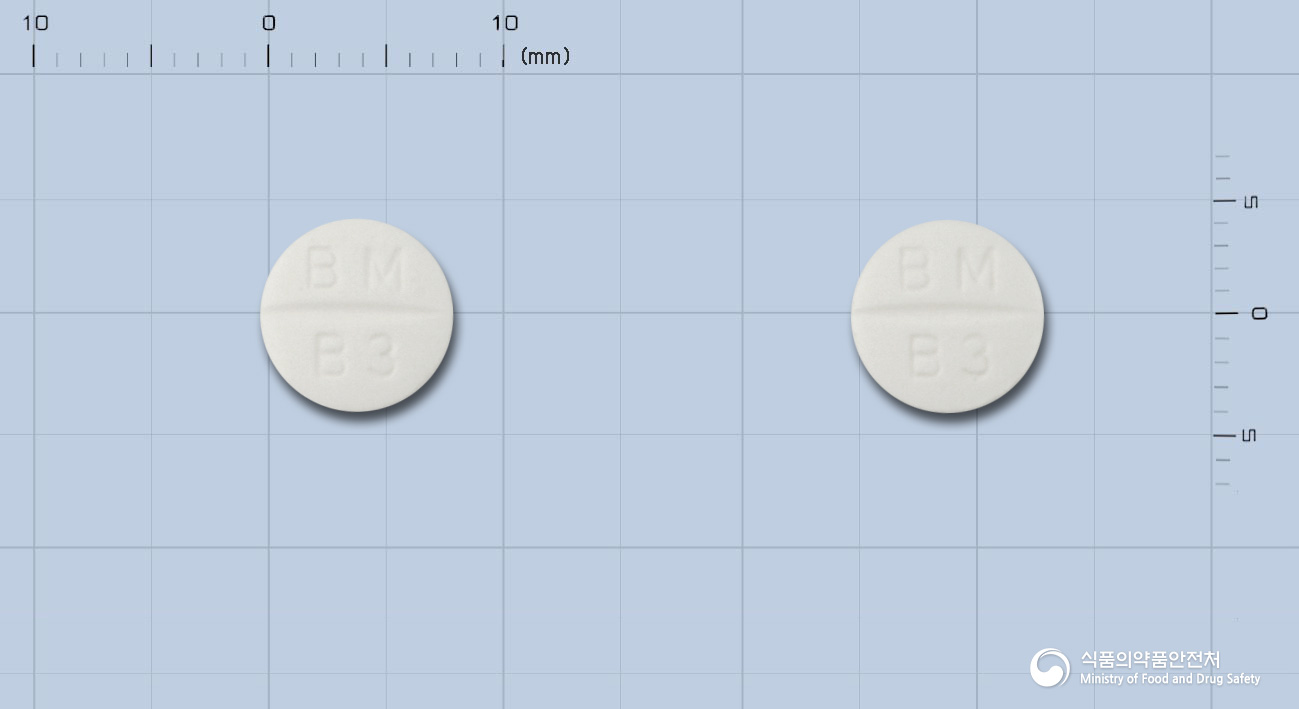 10 0 10 (mm)
BM
B3
BM
B3
5
0
5
식품의약품안전처
Ministry of Food and Drug Safety